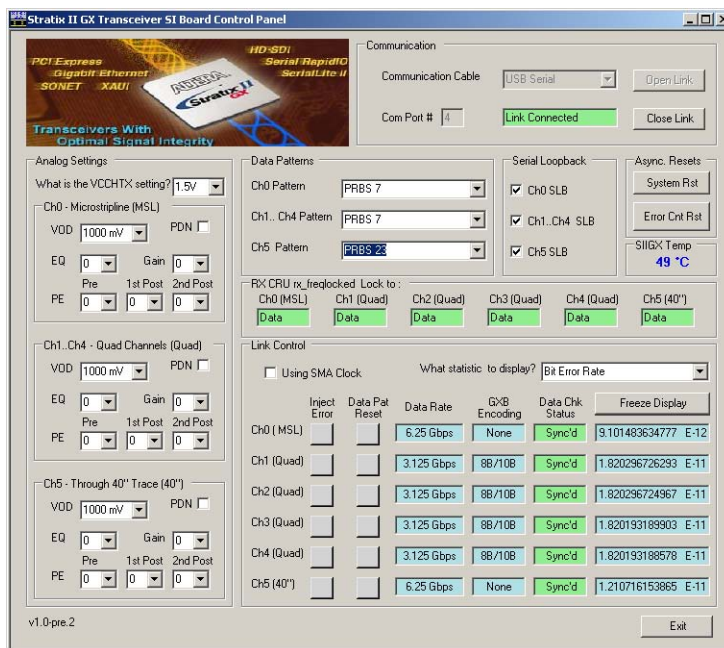 Stratix II GX Transceiver SI Board Control Panel
PCI Express
Gigabit Ethernet
SONET XAUI
HD-SDI
Serial RapidIO
SerialLite II
ALTERA
Stratix II
GX
Transceivers With
Optimal Signal Integrity
Communication
Communication Cable USB Serial Open Link
Com Port # 4 Link Connected Close Link
Analog Settings
What is the VCCHTX setting? 1.5V
Ch0 - Microstripline (MSL)
VOD 1000 mV PDN
EQ 0 Gain 0
Pre 1st Post 2nd Post
PE 0 0 0
Ch1..Ch4 - Quad Channels (Quad)
VOD 1000 mV PDN
EQ 0 Gain 0
Pre 1st Post 2nd Post
PE 0 0 0
Ch5 - Through 40" Trace (40")
VOD 1000 mV PDN
EQ 0 Gain 0
Pre 1st Post 2nd Post
PE 0 0 0
Data Patterns
Ch0 Pattern PRBS 7
Ch1.. Ch4 Pattern PRBS 7
Ch5 Pattern PRBS 23
Serial Loopback
Ch0 SLB
Ch1..Ch4 SLB
Ch5 SLB
Async. Resets
System Rst
Error Cnt Rst
SIIGX Temp
49 °C
RX CRU rx_freqlocked Lock to :
Ch0 (MSL) Ch1 (Quad) Ch2 (Quad) Ch3 (Quad) Ch4 (Quad) Ch5 (40")
Data Data Data Data Data Data
Link Control
Using SMA Clock What statistic to display? Bit Error Rate
Inject Error Data Pat Reset Data Rate GXB Encoding Data Chk Status Freeze Display
Ch0 ( MSL) 6.25 Gbps None Sync'd 9.101483634777 E-12
Ch1 (Quad) 3.125 Gbps 8B/10B Sync'd 1.820296726293 E-11
Ch2 (Quad) 3.125 Gbps 8B/10B Sync'd 1.820296724967 E-11
Ch3 (Quad) 3.125 Gbps 8B/10B Sync'd 1.820193189903 E-11
Ch4 (Quad) 3.125 Gbps 8B/10B Sync'd 1.820193188578 E-11
Ch5 (40") 6.25 Gbps None Sync'd 1.210716153865 E-11
v1.0-pre.2 Exit